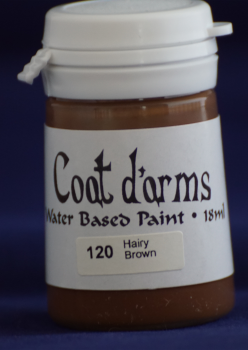 Coat d'arms
Water Based Paint • 18ml
120 Hairy
Brown